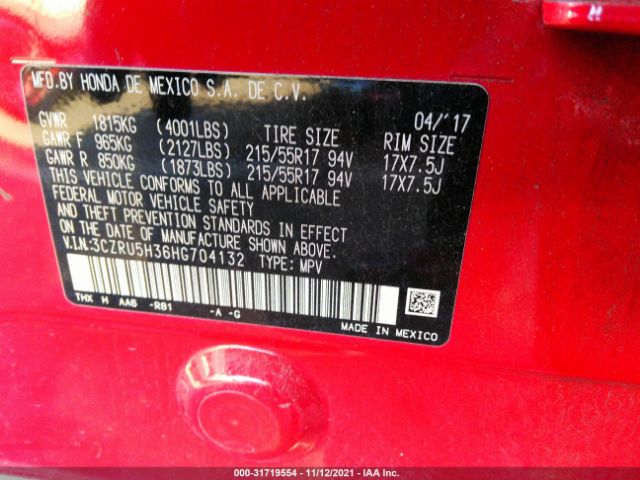 MFD.BY HONDA DE MEXICO S.A. DE C.V.
04/'17
GVWR 1815KG (4001LBS) TIRE SIZE RIM SIZE
GAWR F 965KG (2127LBS) 215/55R17 94V 17X7.5J
GAWR R 850KG (1873LBS) 215/55R17 94V 17X7.5J
THIS VEHICLE CONFORMS TO ALL APPLICABLE
FEDERAL MOTOR VEHICLE SAFETY
AND THEFT PREVENTION STANDARDS IN EFFECT
ON THE DATE OF MANUFACTURE SHOWN ABOVE.
V.I.N:3CZRU5H36HG704132 TYPE: MPV
THX H AA6 -R81 -A -G
MADE IN MEXICO
000-31719554 - 11/12/2021 - IAA Inc.